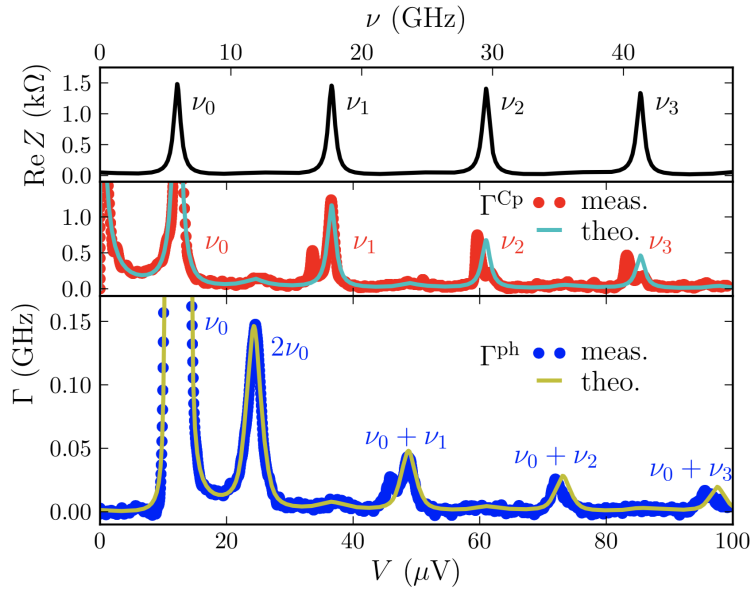 ν (GHz)
0 10 20 30 40
Re Z (kΩ)
1.5
1.0
0.5
0.0
ν₀ ν₁ ν₂ ν₃
1.0
0.5
0.0
Γᶜᵖ meas.
theo.
ν₀ ν₁ ν₂ ν₃
Γ (GHz)
0.15
0.10
0.05
0.00
ν₀
2ν₀
Γᵖʰ meas.
theo.
ν₀ + ν₁
ν₀ + ν₂
ν₀ + ν₃
0 20 40 60 80 100
V (μV)